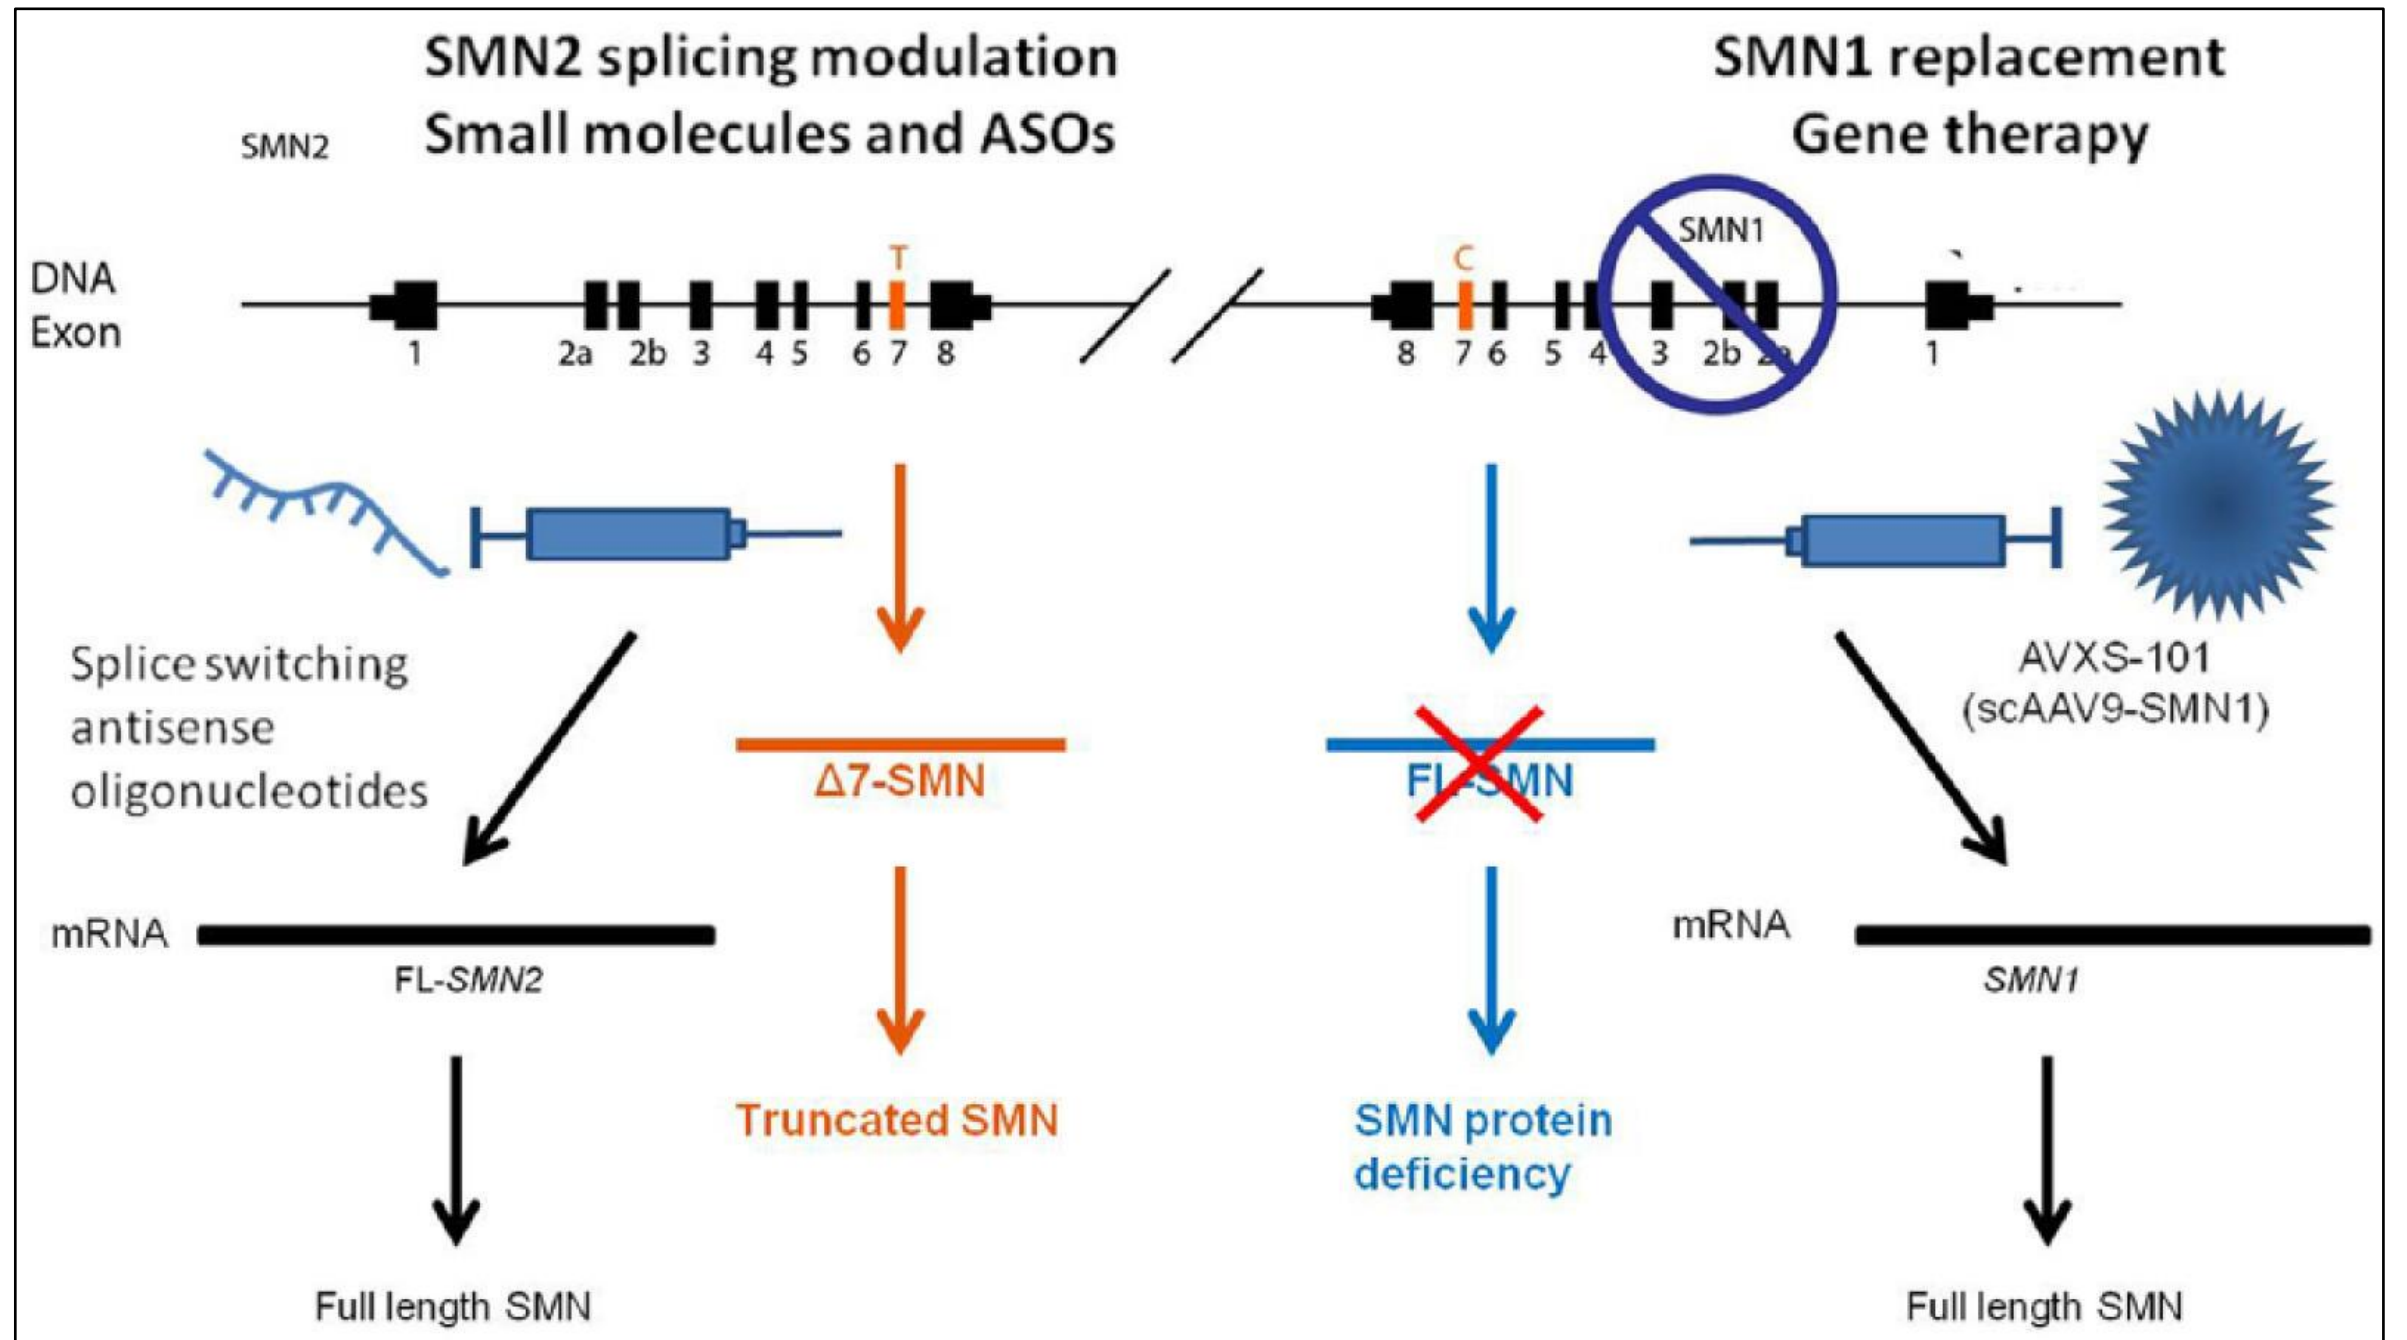 SMN2 splicing modulation
Small molecules and ASOs
SMN2
SMN1 replacement
Gene therapy
DNA
Exon
T
1 2a 2b 3 4 5 6 7 8
C
SMN1
8 7 6 5 4 3 2b 2a 1
Splice switching
antisense
oligonucleotides
Δ7-SMN
FL-SMN
AVXS-101
(scAAV9-SMN1)
mRNA
FL-SMN2
mRNA
SMN1
Truncated SMN
SMN protein
deficiency
Full length SMN
Full length SMN